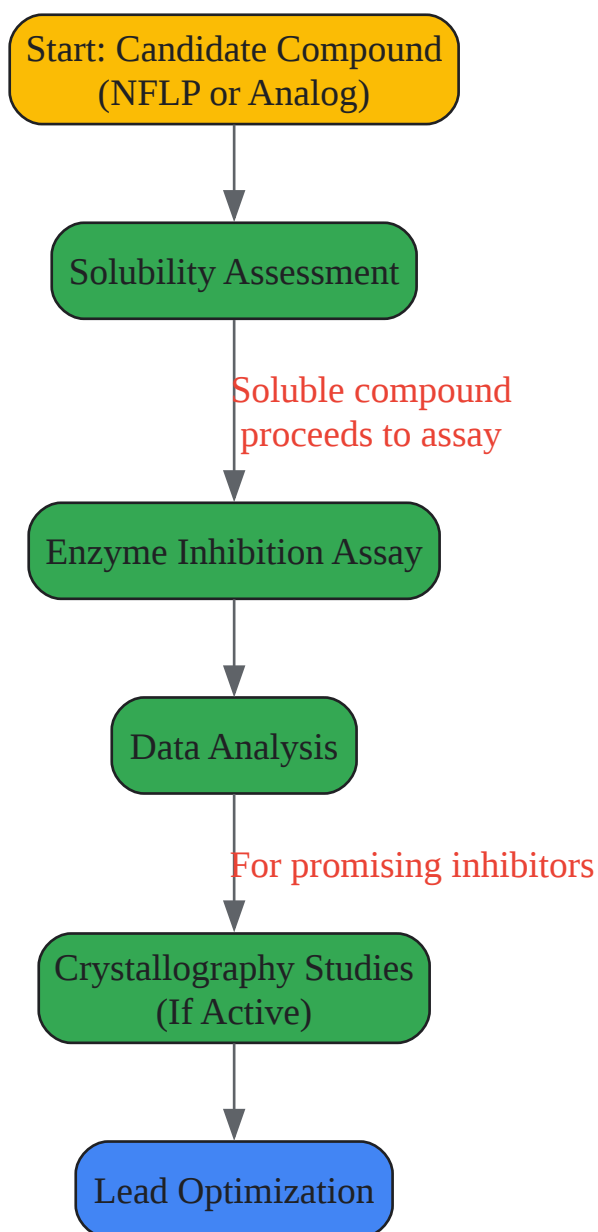 Start: Candidate Compound
(NFLP or Analog)
Solubility Assessment
Soluble compound
proceeds to assay
Enzyme Inhibition Assay
Data Analysis
For promising inhibitors
Crystallography Studies
(If Active)
Lead Optimization